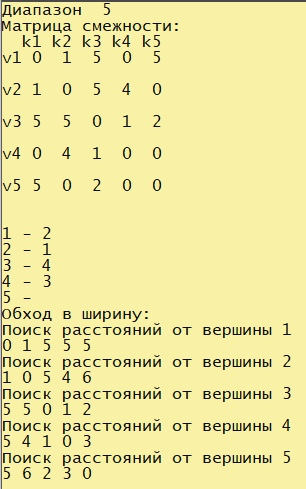 Диапазон 5
Матрица смежности:
k1 k2 k3 k4 k5
v1 0 1 5 0 5
v2 1 0 5 4 0
v3 5 5 0 1 2
v4 0 4 1 0 0
v5 5 0 2 0 0
1 - 2
2 - 1
3 - 4
4 - 3
5 -
Обход в ширину:
Поиск расстояний от вершины 1
0 1 5 5 5
Поиск расстояний от вершины 2
1 0 5 4 6
Поиск расстояний от вершины 3
5 5 0 1 2
Поиск расстояний от вершины 4
5 4 1 0 3
Поиск расстояний от вершины 5
5 6 2 3 0